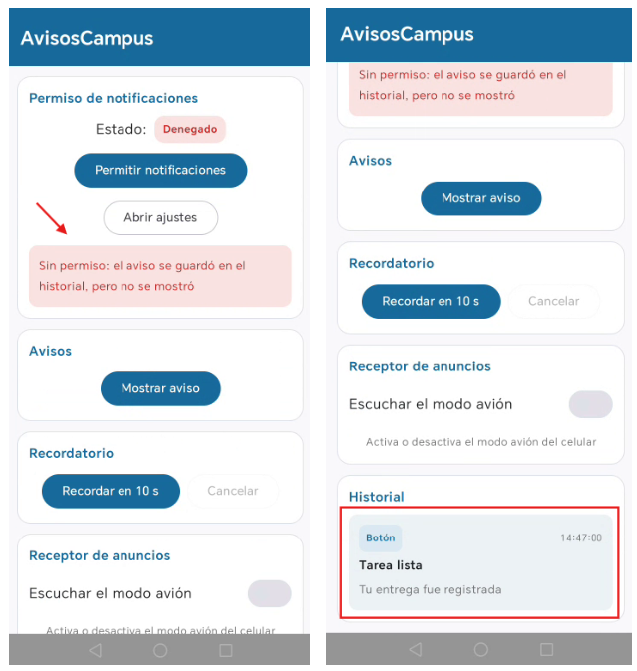 AvisosCampus
Permiso de notificaciones
Estado: Denegado
Permitir notificaciones
Abrir ajustes
Sin permiso: el aviso se guardó en el
historial, pero no se mostró
Avisos
Mostrar aviso
Recordatorio
Recordar en 10 s Cancelar
Receptor de anuncios
Escuchar el modo avión
Activa o desactiva el modo avión del celular
AvisosCampus
Sin permiso: el aviso se guardó en el
historial, pero no se mostró
Avisos
Mostrar aviso
Recordatorio
Recordar en 10 s Cancelar
Receptor de anuncios
Escuchar el modo avión
Activa o desactiva el modo avión del celular
Historial
Botón 14:47:00
Tarea lista
Tu entrega fue registrada